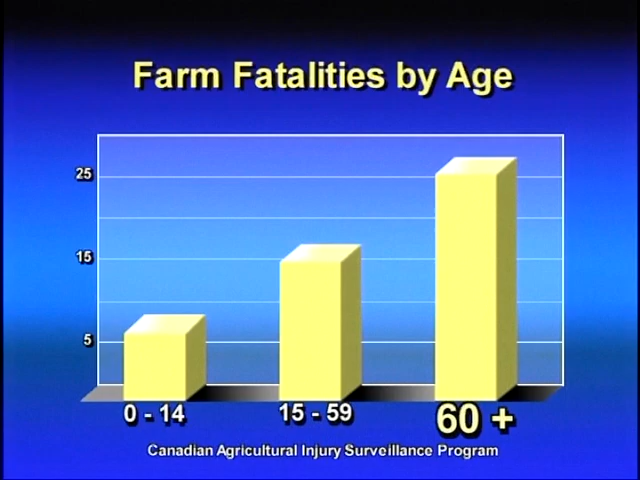 Farm Fatalities by Age
25
15
5
0 - 14 15 - 59 60 +
Canadian Agricultural Injury Surveillance Program